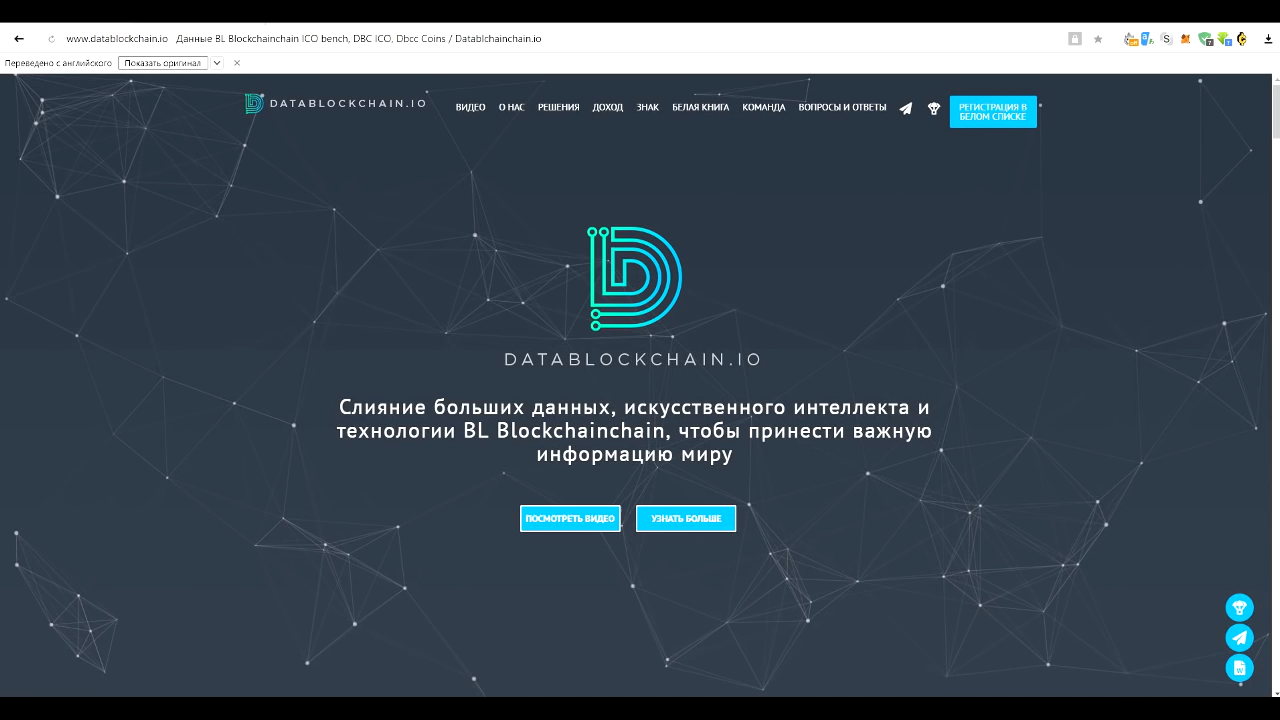 www.datablockchain.io Данные BL Blockchainchain ICO bench, DBC ICO, Dbcc Coins / Datablchainchain.io
Переведено с английского Показать оригинал
DATABLOCKCHAIN.IO ВИДЕО О НАС РЕШЕНИЯ ДОХОД ЗНАК БЕЛАЯ КНИГА КОМАНДА ВОПРОСЫ И ОТВЕТЫ
РЕГИСТРАЦИЯ В
БЕЛОМ СПИСКЕ
DATABLOCKCHAIN.IO
Слияние больших данных, искусственного интеллекта и
технологии BL Blockchainchain, чтобы принести важную
информацию миру
ПОСМОТРЕТЬ ВИДЕО УЗНАТЬ БОЛЬШЕ